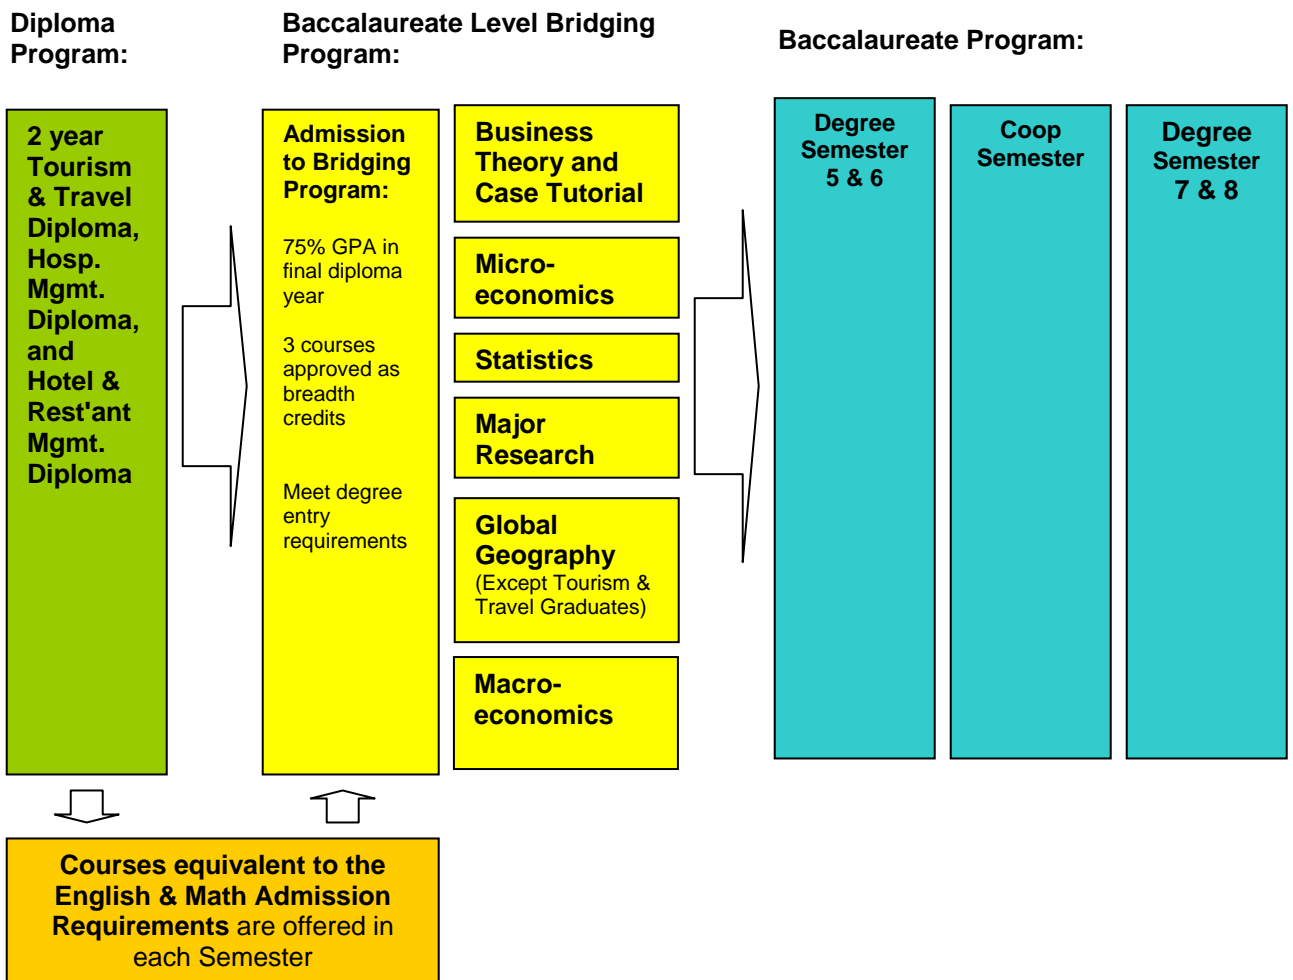 Diploma
Program:
Baccalaureate Level Bridging
Program:
Baccalaureate Program:
2 year
Tourism
& Travel
Diploma,
Hosp.
Mgmt.
Diploma,
and
Hotel &
Rest'ant
Mgmt.
Diploma
Admission
to Bridging
Program:
75% GPA in
final diploma
year
3 courses
approved as
breadth
credits
Meet degree
entry
requirements
Business
Theory and
Case Tutorial
Micro-
economics
Statistics
Major
Research
Global
Geography
(Except Tourism &
Travel Graduates)
Macro-
economics
Degree
Semester
5 & 6
Coop
Semester
Degree
Semester
7 & 8
Courses equivalent to the
English & Math Admission
Requirements are offered in
each Semester